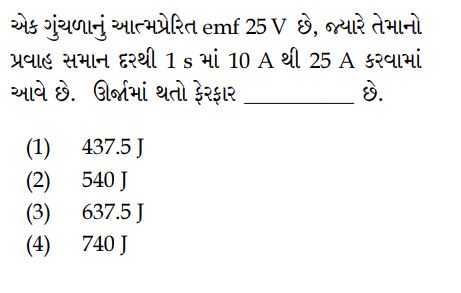 એક ગુંચળાનું આત્મપ્રેરિત emf 25 V છે, જ્યારે તેમાનો
પ્રવાહ સમાન દરથી 1 s માં 10 A થી 25 A કરવામાં
આવે છે. ઊર્જામાં થતો ફેરફાર __________ છે.
(1) 437.5 J
(2) 540 J
(3) 637.5 J
(4) 740 J